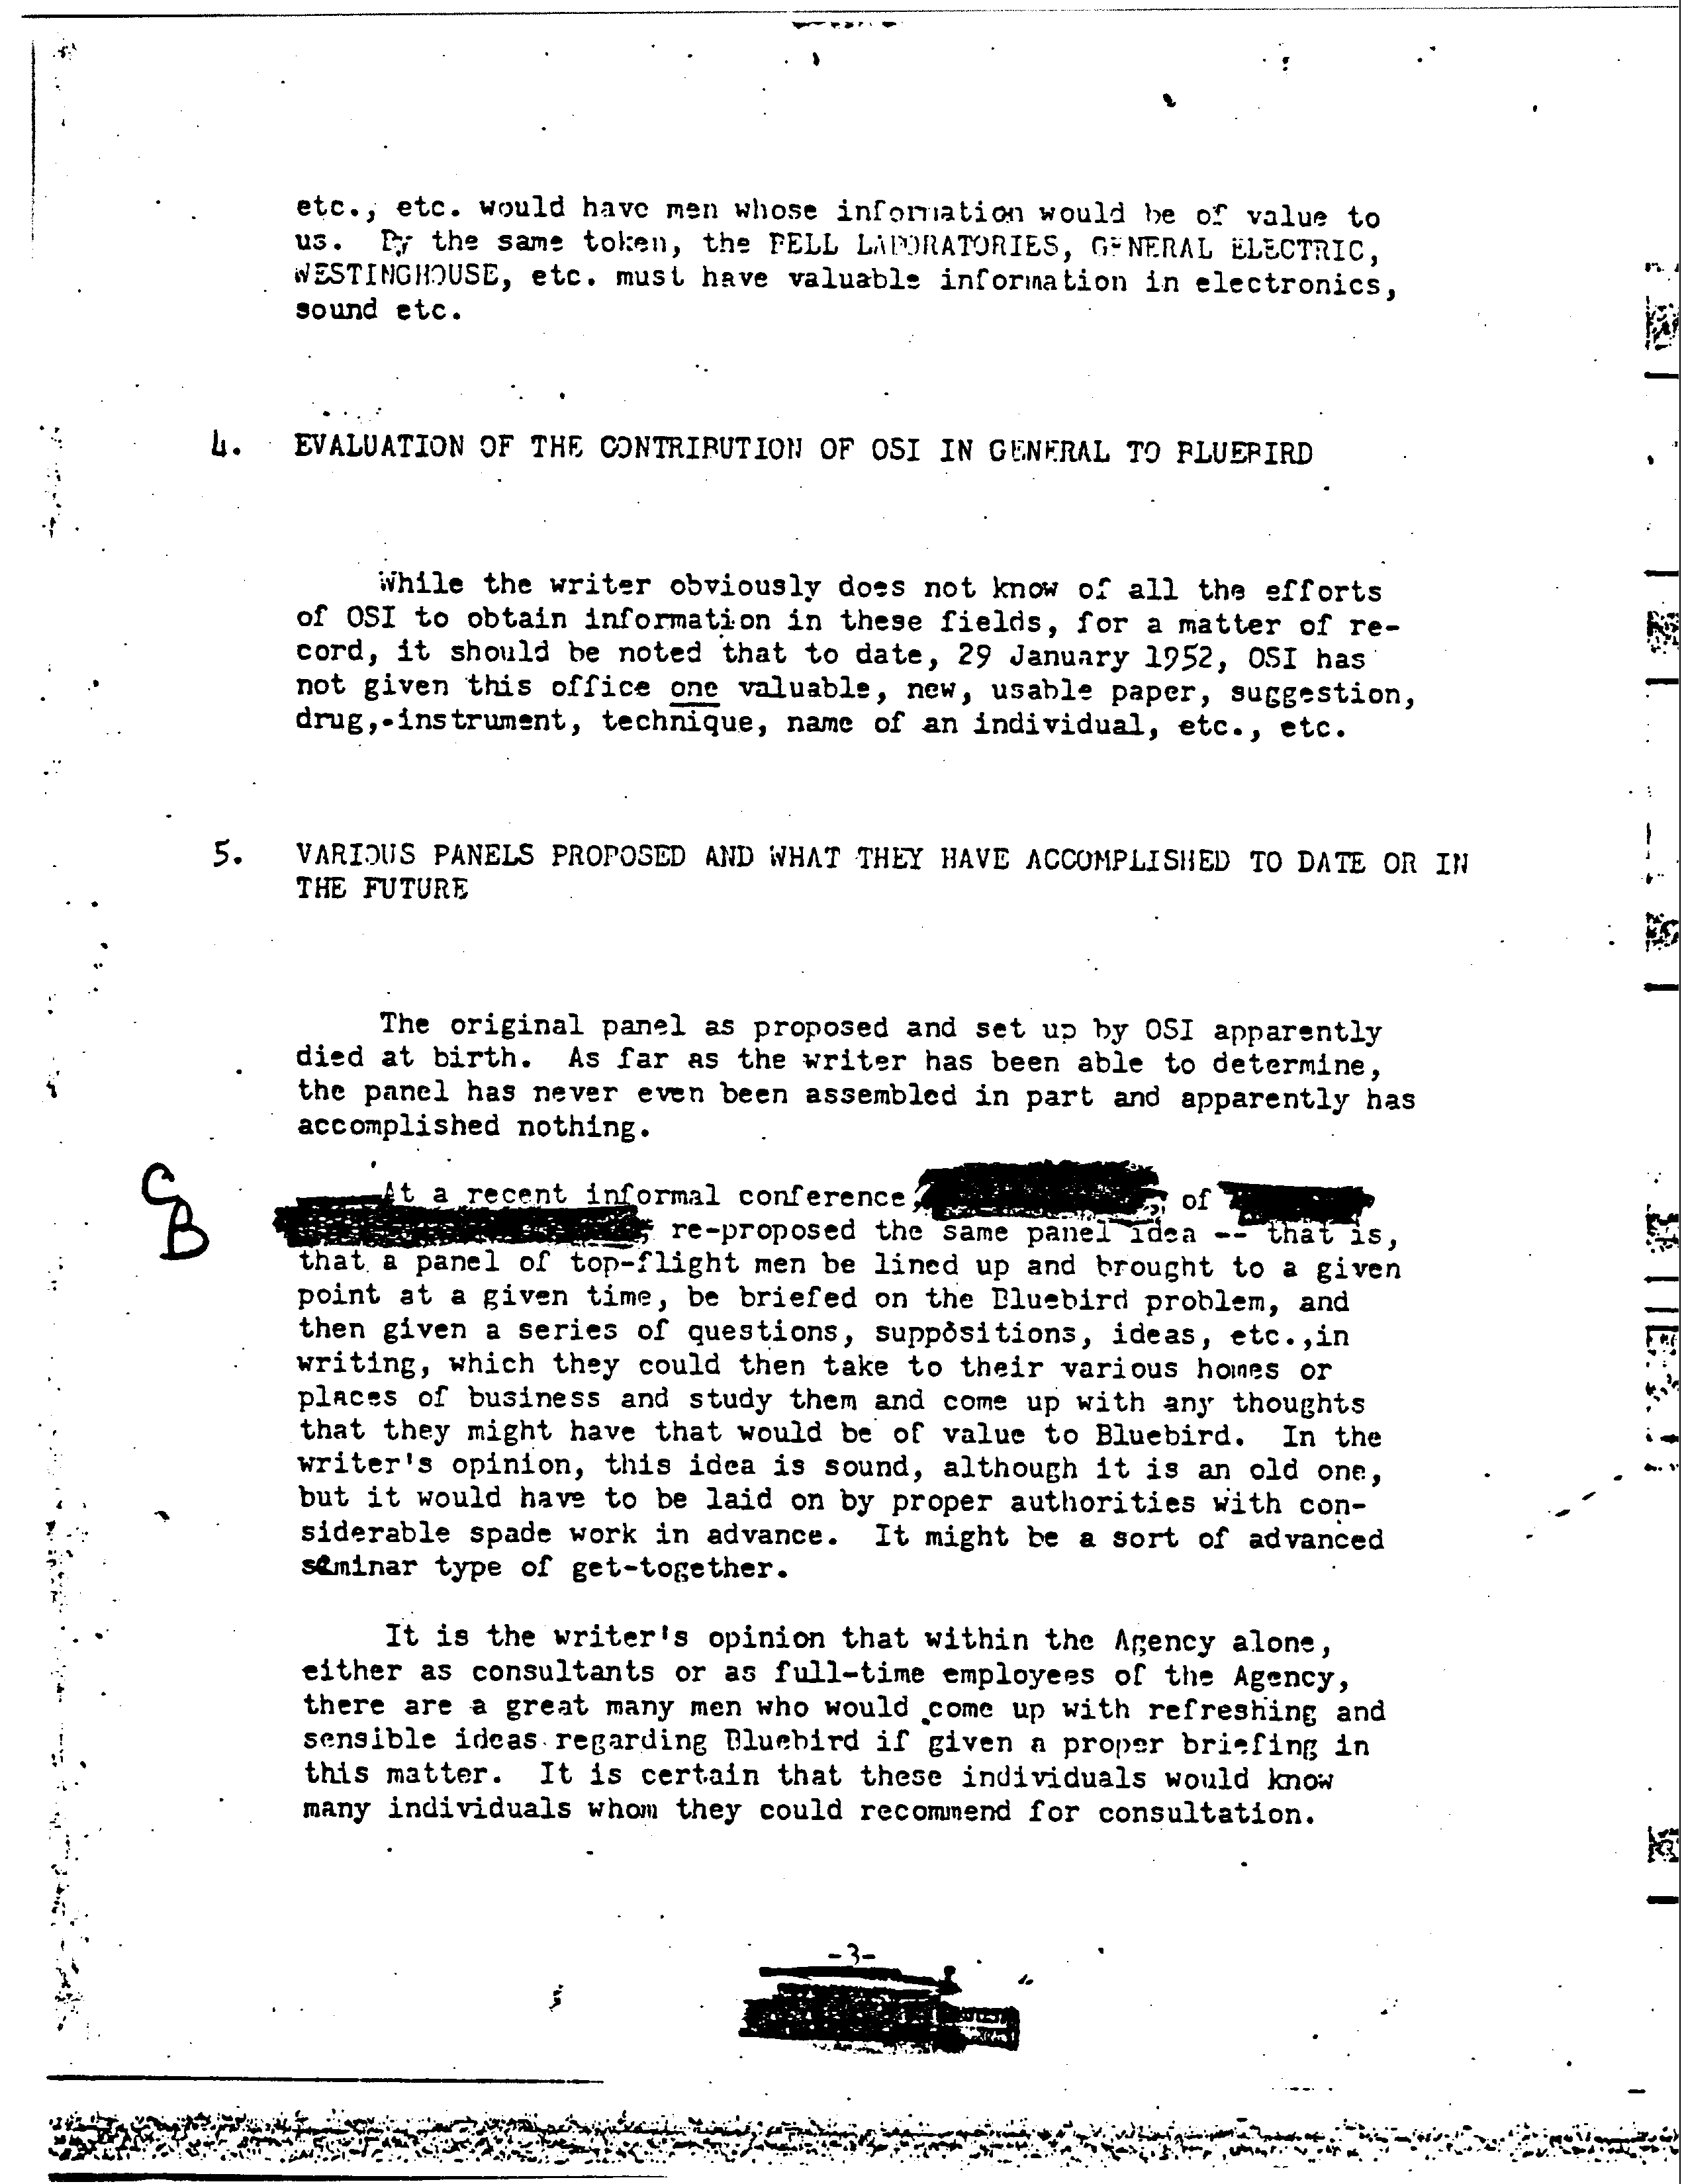 etc., etc. would have men whose information would be of value to
us. By the same token, the BELL LABORATORIES, GENERAL ELECTRIC,
WESTINGHOUSE, etc. must have valuable information in electronics,
sound etc.
4. EVALUATION OF THE CONTRIBUTION OF OSI IN GENERAL TO BLUEBIRD
While the writer obviously does not know of all the efforts
of OSI to obtain information in these fields, for a matter of re-
cord, it should be noted that to date, 29 January 1952, OSI has
not given this office one valuable, new, usable paper, suggestion,
drug, instrument, technique, name of an individual, etc., etc.
5. VARIOUS PANELS PROPOSED AND WHAT THEY HAVE ACCOMPLISHED TO DATE OR IN
THE FUTURE
The original panel as proposed and set up by OSI apparently
died at birth. As far as the writer has been able to determine,
the panel has never even been assembled in part and apparently has
accomplished nothing.
C
B
At a recent informal conference, of
re-proposed the same panel idea -- that is,
that a panel of top-flight men be lined up and brought to a given
point at a given time, be briefed on the Bluebird problem, and
then given a series of questions, suppositions, ideas, etc.,in
writing, which they could then take to their various homes or
places of business and study them and come up with any thoughts
that they might have that would be of value to Bluebird. In the
writer's opinion, this idea is sound, although it is an old one,
but it would have to be laid on by proper authorities with con-
siderable spade work in advance. It might be a sort of advanced
seminar type of get-together.
It is the writer's opinion that within the Agency alone,
either as consultants or as full-time employees of the Agency,
there are a great many men who would come up with refreshing and
sensible ideas regarding Bluebird if given a proper briefing in
this matter. It is certain that these individuals would know
many individuals whom they could recommend for consultation.
-3-